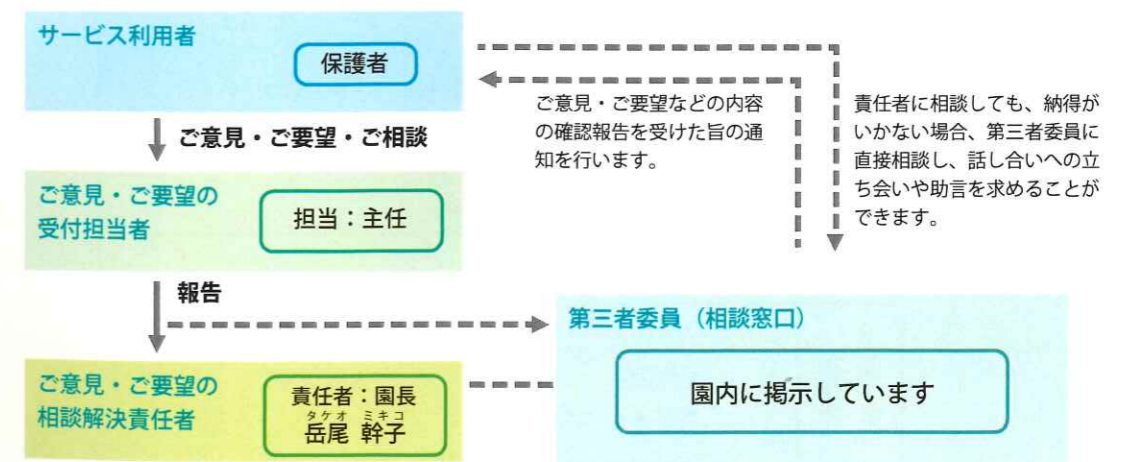 サービス利用者
保護者
ご意見・ご要望などの内容
の確認報告を受けた旨の通
知を行います。
責任者に相談しても、納得が
いかない場合、第三者委員に
直接相談し、話し合いへの立
ち会いや助言を求めることが
できます。
ご意見・ご要望・ご相談
ご意見・ご要望の
受付担当者
担当：主任
報告
第三者委員（相談窓口）
園内に掲示しています
ご意見・ご要望の
相談解決責任者
責任者：園長
タケオ ミキコ
岳尾 幹子